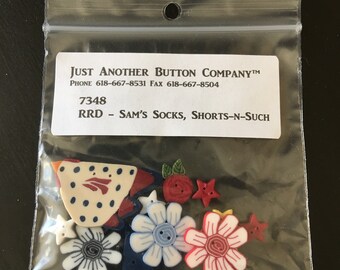 Just Another Button Company™
Phone 618-667-8531 Fax 618-667-8504
7348
RRD - Sam's Socks, Shorts-n-Such